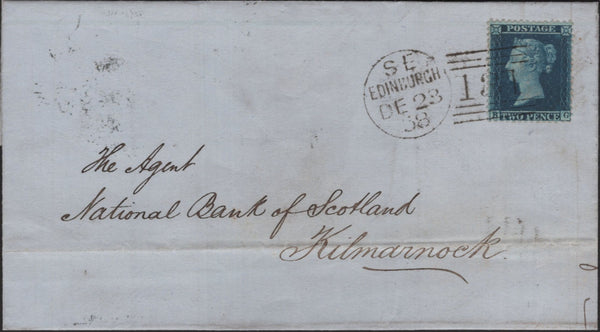 SE
EDINBURGH
DE 23
58
POSTAGE
TWO PENCE
The Agent
National Bank of Scotland
Kilmarnock